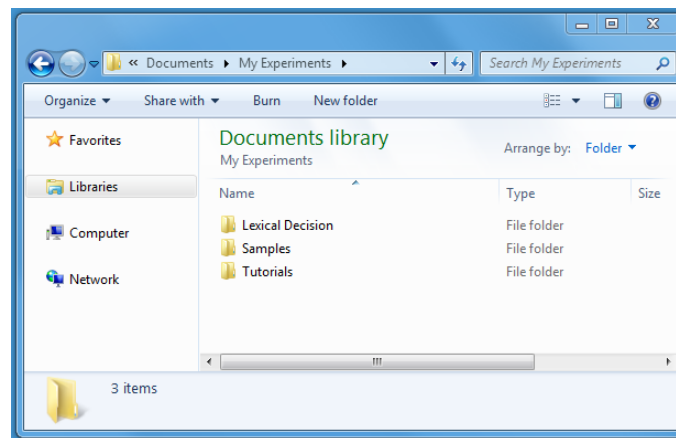 « Documents ▸ My Experiments ▸ Search My Experiments
Organize ▾ Share with ▾ Burn New folder
Favorites
Libraries
Computer
Network
Documents library
My Experiments
Arrange by: Folder ▾
Name Type Size
Lexical Decision File folder
Samples File folder
Tutorials File folder
3 items